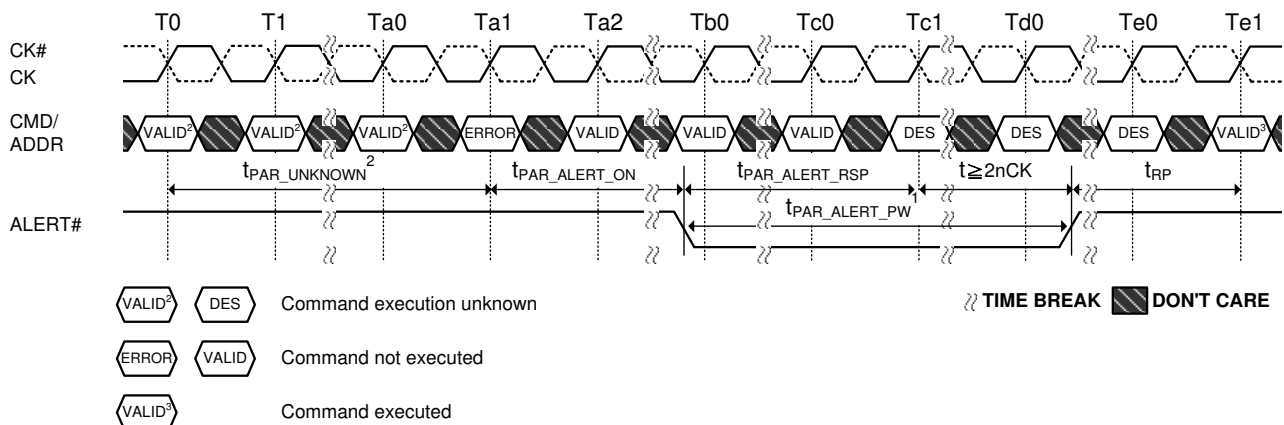 T0 T1 Ta0 Ta1 Ta2 Tb0 Tc0 Tc1 Td0 Te0 Te1
CK#
CK
CMD/
ADDR
VALID² VALID² VALID² ERROR VALID VALID VALID DES DES DES VALID³
tPAR_UNKNOWN² tPAR_ALERT_ON tPAR_ALERT_RSP t≧2nCK tRP
tPAR_ALERT_PW¹
ALERT#
VALID² DES Command execution unknown
TIME BREAK DON'T CARE
ERROR VALID Command not executed
VALID³ Command executed